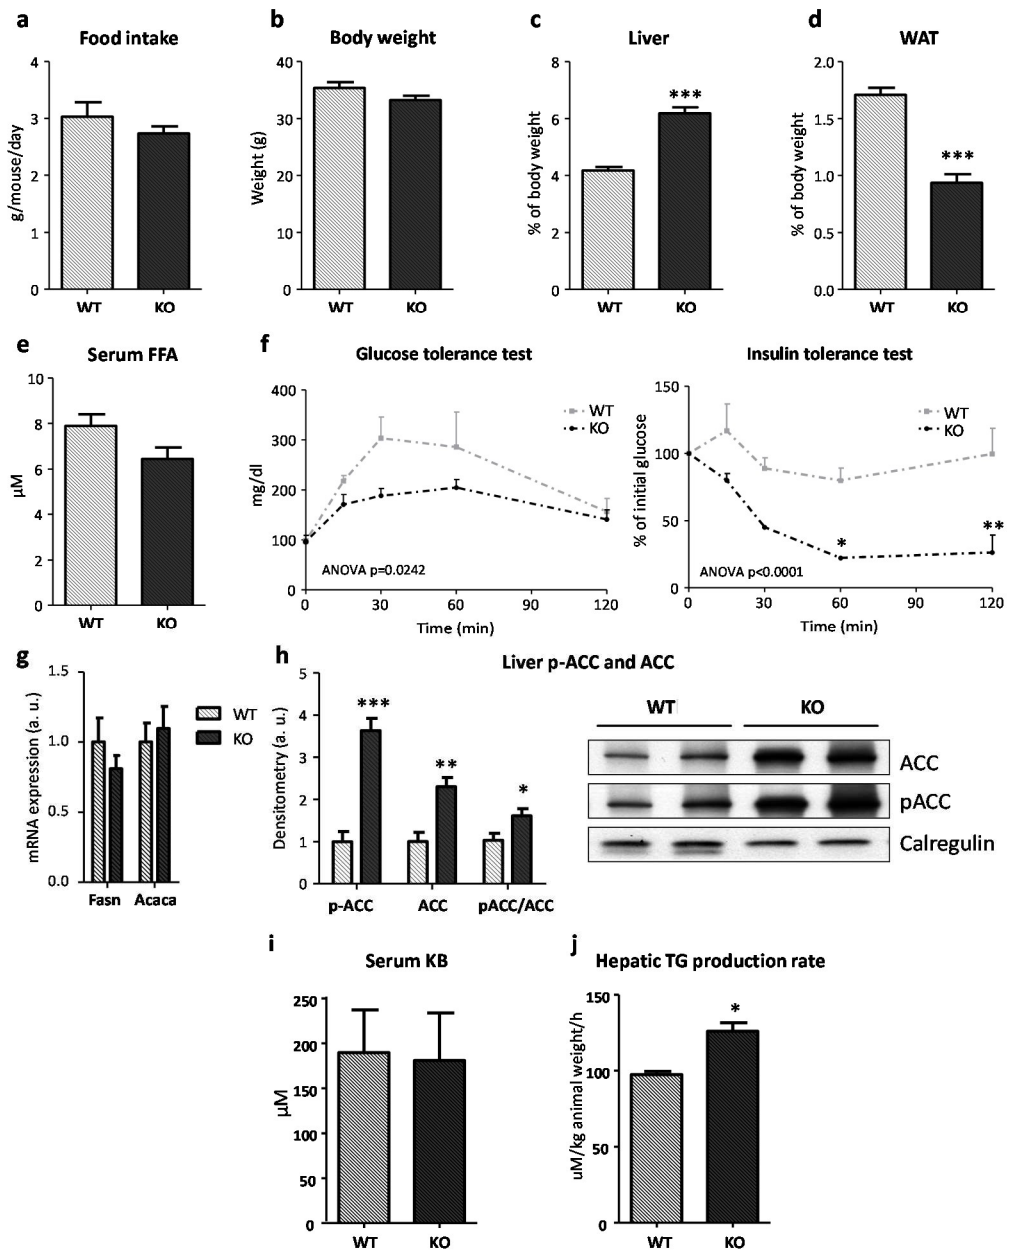 a
Food intake
g/mouse/day
4
3
2
1
0
WT
KO
b
Body weight
Weight (g)
40
30
20
10
0
WT
KO
c
Liver
% of body weight
8
6
4
2
0
***
WT
KO
d
WAT
% of body weight
2.0
1.5
1.0
0.5
0.0
***
WT
KO
e
Serum FFA
µM
10
8
6
4
2
0
WT
KO
f
Glucose tolerance test
mg/dl
400
300
200
100
0
WT
KO
ANOVA p=0.0242
0 30 60 90 120
Time (min)
Insulin tolerance test
% of initial glucose
150
100
50
0
WT
KO
*
**
ANOVA p<0.0001
0 30 60 90 120
Time (min)
g
mRNA expression (a. u.)
1.5
1.0
0.5
0.0
Fasn Acaca
WT
KO
h
Liver p-ACC and ACC
Densitometry (a. u.)
5
4
3
2
1
0
***
**
*
p-ACC ACC pACC/ACC
WT KO
ACC
pACC
Calregulin
i
Serum KB
µM
250
200
150
100
50
0
WT
KO
j
Hepatic TG production rate
uM/kg animal weight/h
150
100
50
0
*
WT
KO